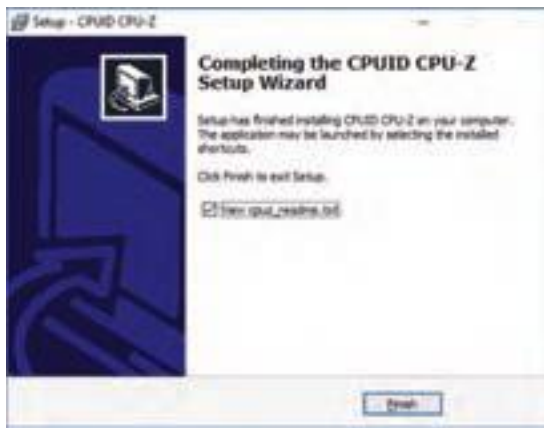 Setup - CPUID CPU-Z
Completing the CPUID CPU-Z
Setup Wizard
Setup has finished installing CPUID CPU-Z on your computer.
The application may be launched by selecting the installed
shortcuts.
Click Finish to exit Setup.
View cpuz_readme.txt
Finish